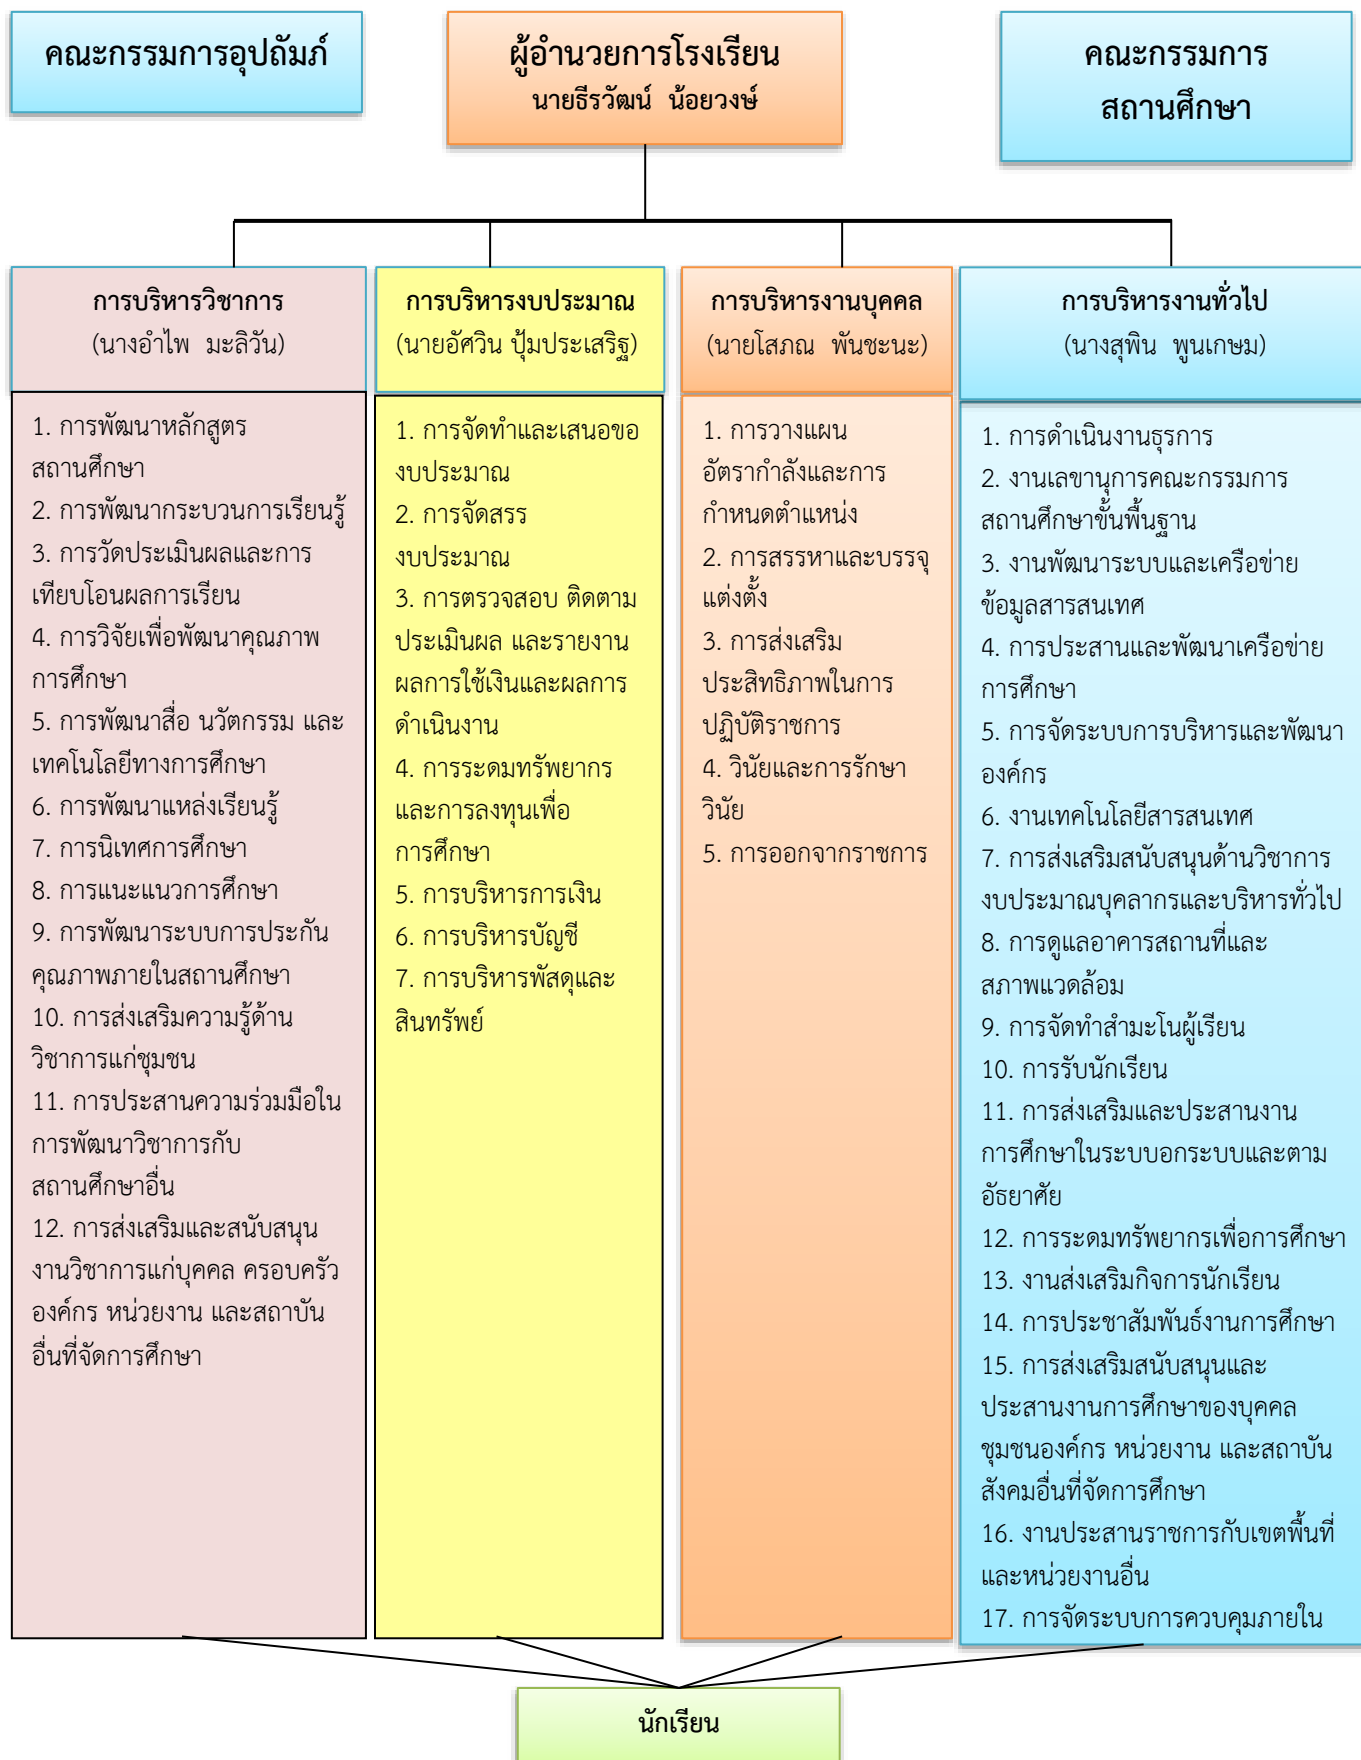 คณะกรรมการอุปถัมภ์
ผู้อำนวยการโรงเรียน
นายธีรวัฒน์  น้อยวงษ์
คณะกรรมการ
สถานศึกษา
การบริหารวิชาการ
(นางอำไพ  มะลิวัน)
1. การพัฒนาหลักสูตร
สถานศึกษา
2. การพัฒนากระบวนการเรียนรู้
3. การวัดประเมินผลและการ
เทียบโอนผลการเรียน
4. การวิจัยเพื่อพัฒนาคุณภาพ
การศึกษา
5. การพัฒนาสื่อ นวัตกรรม และ
เทคโนโลยีทางการศึกษา
6. การพัฒนาแหล่งเรียนรู้
7. การนิเทศการศึกษา
8. การแนะแนวการศึกษา
9. การพัฒนาระบบการประกัน
คุณภาพภายในสถานศึกษา
10. การส่งเสริมความรู้ด้าน
วิชาการแก่ชุมชน
11. การประสานความร่วมมือใน
การพัฒนาวิชาการกับ
สถานศึกษาอื่น
12. การส่งเสริมและสนับสนุน
งานวิชาการแก่บุคคล ครอบครัว
องค์กร หน่วยงาน และสถาบัน
อื่นที่จัดการศึกษา
การบริหารงบประมาณ
(นายอัศวิน ปุ้มประเสริฐ)
1. การจัดทำและเสนอขอ
งบประมาณ
2. การจัดสรร
งบประมาณ
3. การตรวจสอบ ติดตาม
ประเมินผล และรายงาน
ผลการใช้เงินและผลการ
ดำเนินงาน
4. การระดมทรัพยากร
และการลงทุนเพื่อ
การศึกษา
5. การบริหารการเงิน
6. การบริหารบัญชี
7. การบริหารพัสดุและ
สินทรัพย์
การบริหารงานบุคคล
(นายโสภณ  พันชะนะ)
1. การวางแผน
อัตรากำลังและการ
กำหนดตำแหน่ง
2. การสรรหาและบรรจุ
แต่งตั้ง
3. การส่งเสริม
ประสิทธิภาพในการ
ปฏิบัติราชการ
4. วินัยและการรักษา
วินัย
5. การออกจากราชการ
การบริหารงานทั่วไป
(นางสุพิน  พูนเกษม)
1. การดำเนินงานธุรการ
2. งานเลขานุการคณะกรรมการ
สถานศึกษาขั้นพื้นฐาน
3. งานพัฒนาระบบและเครือข่าย
ข้อมูลสารสนเทศ
4. การประสานและพัฒนาเครือข่าย
การศึกษา
5. การจัดระบบการบริหารและพัฒนา
องค์กร
6. งานเทคโนโลยีสารสนเทศ
7. การส่งเสริมสนับสนุนด้านวิชาการ
งบประมาณบุคลากรและบริหารทั่วไป
8. การดูแลอาคารสถานที่และ
สภาพแวดล้อม
9. การจัดทำสำมะโนผู้เรียน
10. การรับนักเรียน
11. การส่งเสริมและประสานงาน
การศึกษาในระบบอกระบบและตาม
อัธยาศัย
12. การระดมทรัพยากรเพื่อการศึกษา
13. งานส่งเสริมกิจการนักเรียน
14. การประชาสัมพันธ์งานการศึกษา
15. การส่งเสริมสนับสนุนและ
ประสานงานการศึกษาของบุคคล
ชุมชนองค์กร หน่วยงาน และสถาบัน
สังคมอื่นที่จัดการศึกษา
16. งานประสานราชการกับเขตพื้นที่
และหน่วยงานอื่น
17. การจัดระบบการควบคุมภายใน
นักเรียน